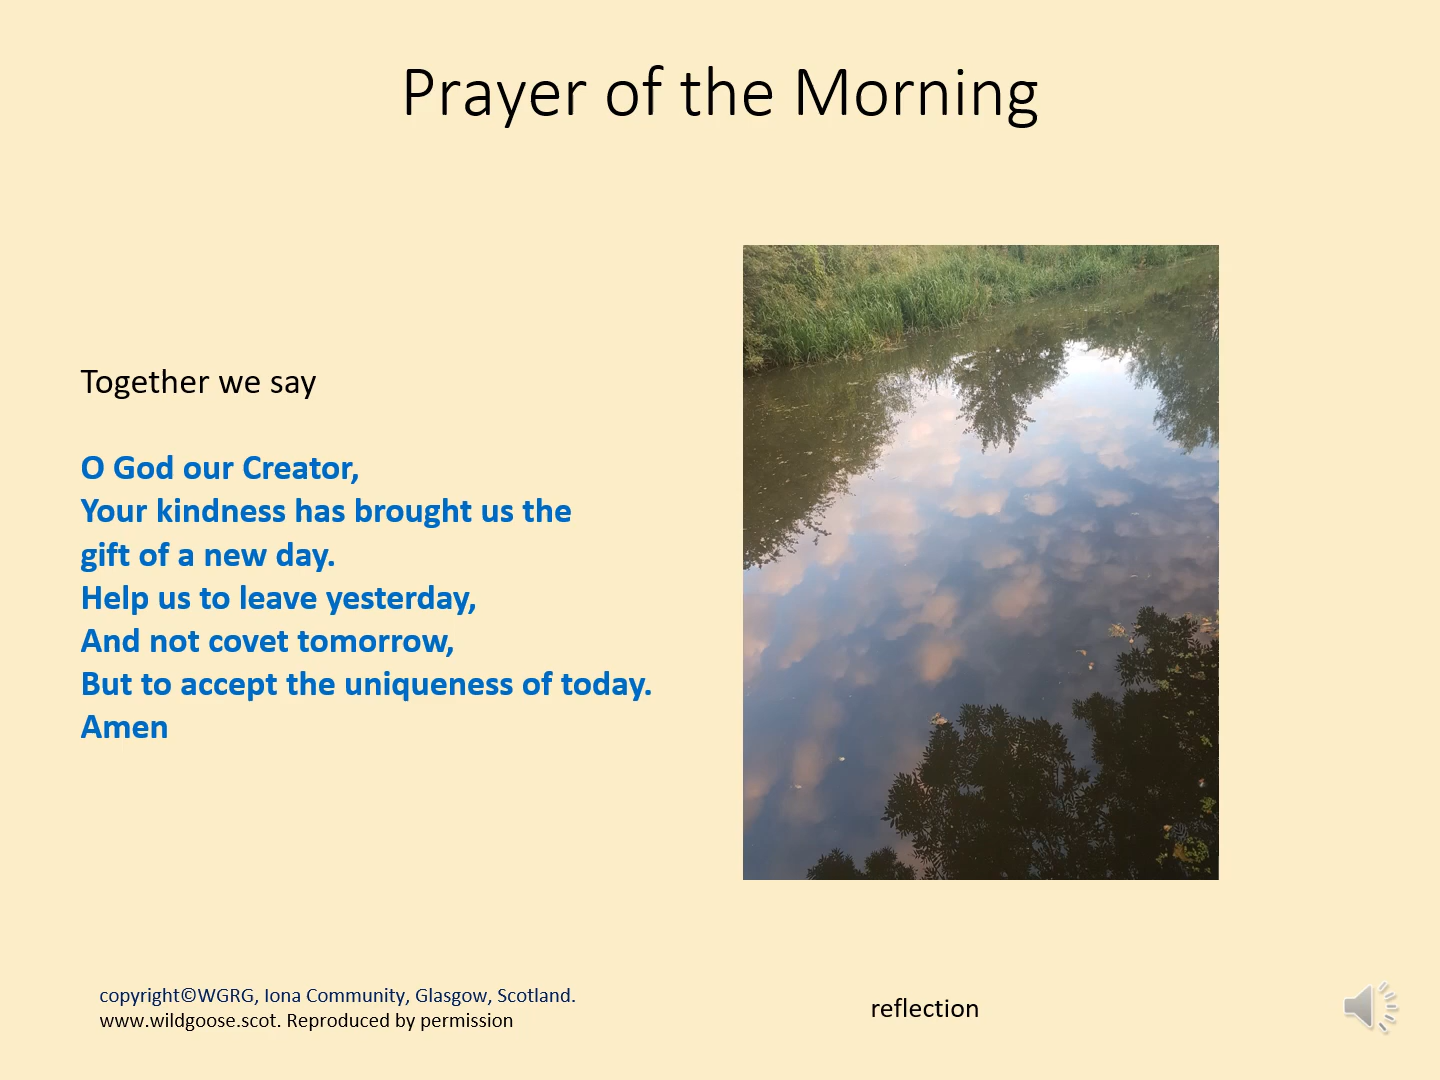 Prayer of the Morning
Together we say
O God our Creator,
Your kindness has brought us the
gift of a new day.
Help us to leave yesterday,
And not covet tomorrow,
But to accept the uniqueness of today.
Amen
copyright©WGRG, Iona Community, Glasgow, Scotland.
www.wildgoose.scot. Reproduced by permission
reflection